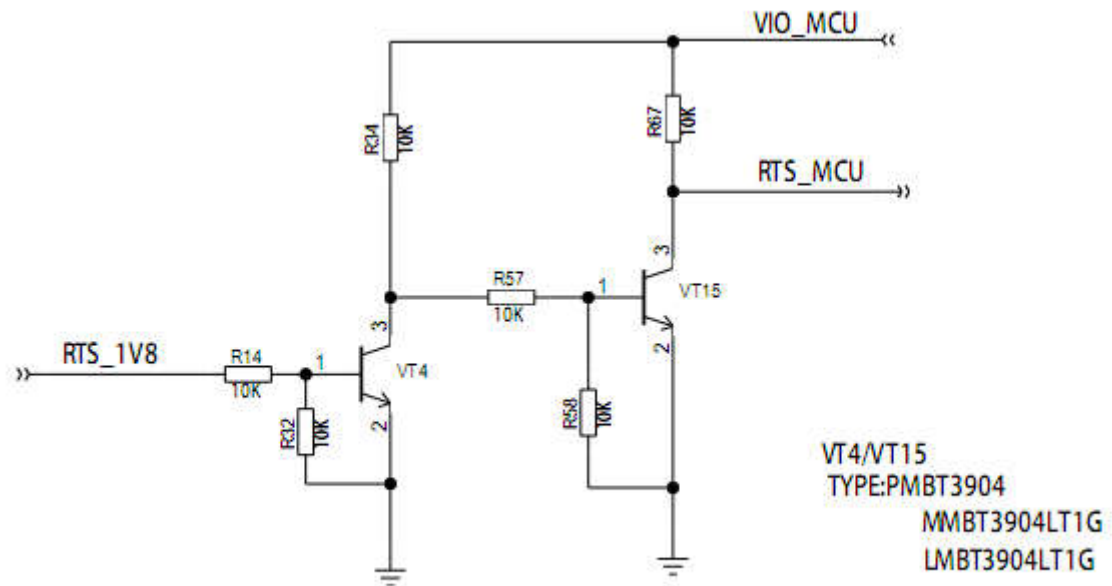 VIO_MCU
R34
10K
R67
10K
RTS_MCU
3
R57
1
VT15
10K
3
2
RTS_1V8
R14
1
VT4
10K
R32
10K
2
R58
10K
VT4/VT15
TYPE:PMBT3904
MMBT3904LT1G
LMBT3904LT1G